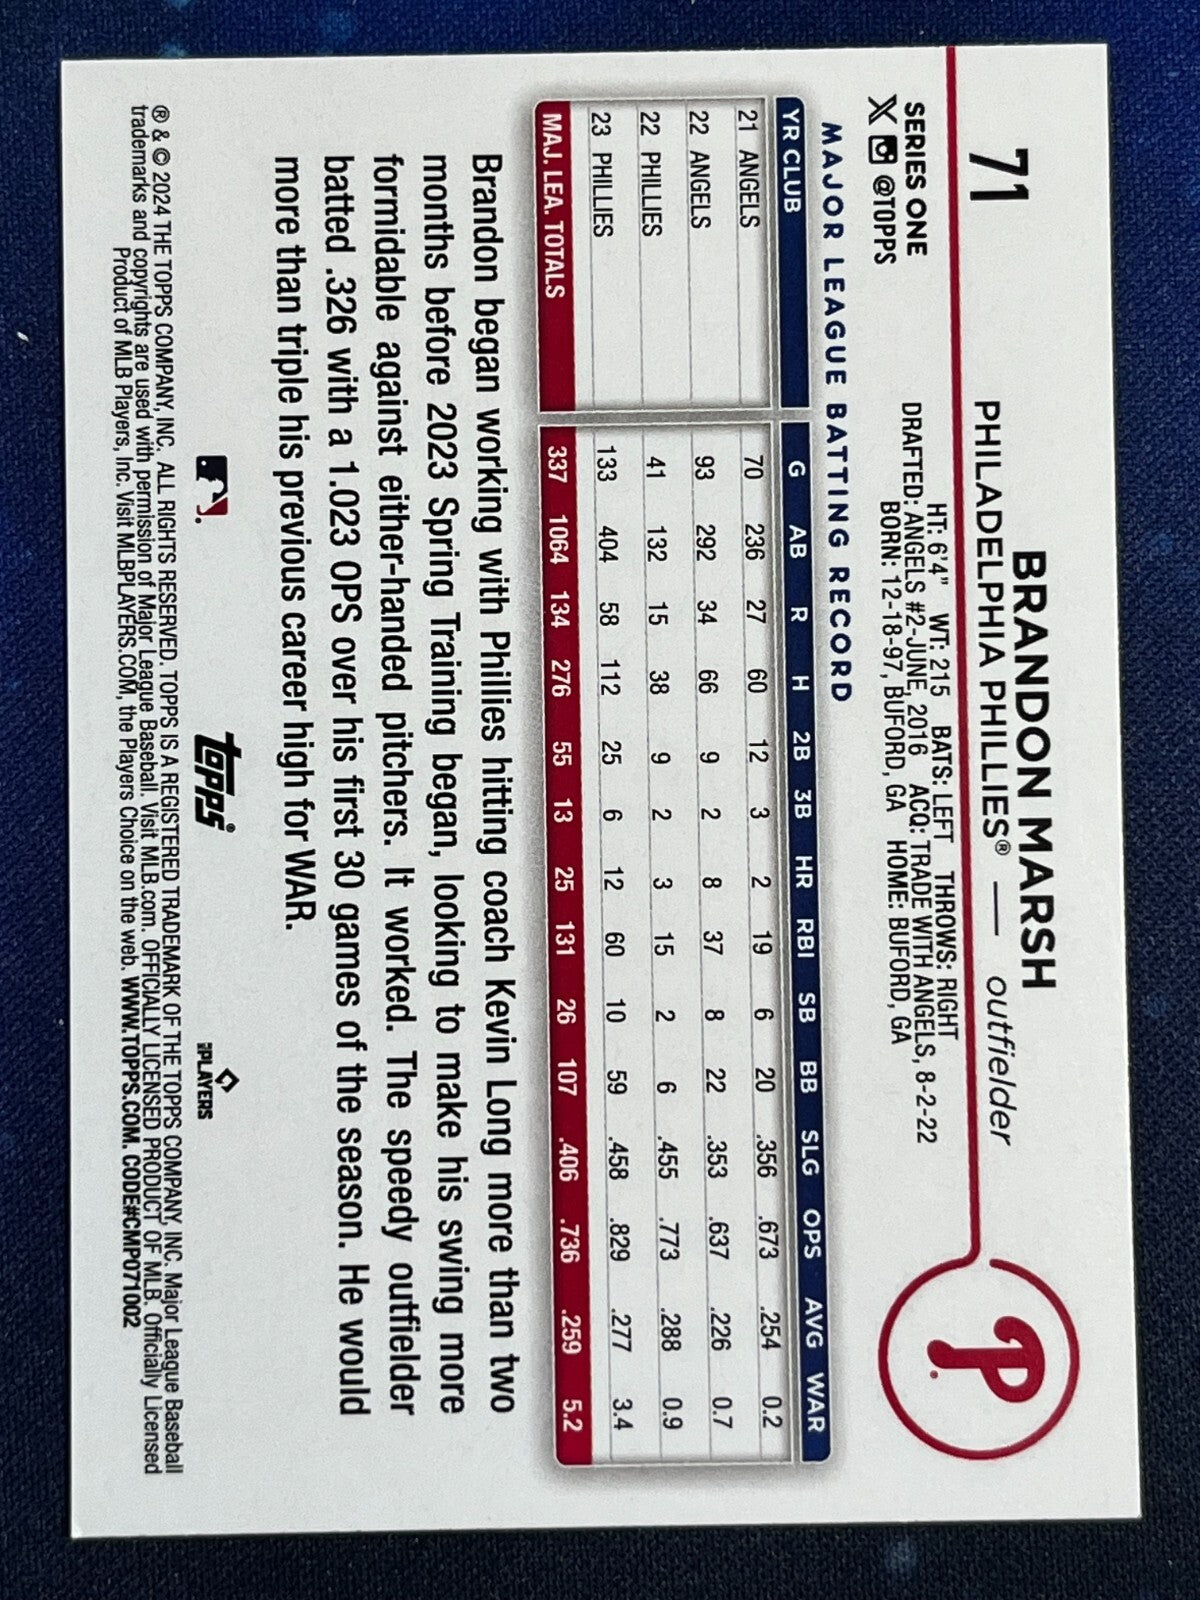 71
BRANDON MARSH
PHILADELPHIA PHILLIES® — outfielder
SERIES ONE
X @TOPPS
HT: 6'4" WT: 215 BATS: LEFT THROWS: RIGHT
DRAFTED: ANGELS #2-JUNE, 2016 ACQ: TRADE WITH ANGELS, 8-2-22
BORN: 12-18-97, BUFORD, GA HOME: BUFORD, GA
P
MAJOR LEAGUE BATTING RECORD
YR CLUB G AB R H 2B 3B HR RBI SB BB SLG OPS AVG WAR
21 ANGELS 70 236 27 60 12 3 2 19 6 20 .356 .673 .254 0.2
22 ANGELS 93 292 34 66 9 2 8 37 8 22 .353 .637 .226 0.7
22 PHILLIES 41 132 15 38 9 2 3 15 2 6 .455 .773 .288 0.9
23 PHILLIES 133 404 58 112 25 6 12 60 10 59 .458 .829 .277 3.4
MAJ. LEA. TOTALS 337 1064 134 276 55 13 25 131 26 107 .406 .736 .259 5.2
Brandon began working with Phillies hitting coach Kevin Long more than two
months before 2023 Spring Training began, looking to make his swing more
formidable against either-handed pitchers. It worked. The speedy outfielder
batted .326 with a 1.023 OPS over his first 30 games of the season. He would
more than triple his previous career high for WAR.
topps®
PLAYERS
® & © 2024 THE TOPPS COMPANY, INC. ALL RIGHTS RESERVED. TOPPS IS A REGISTERED TRADEMARK OF THE TOPPS COMPANY, INC. Major League Baseball
trademarks and copyrights are used with permission of Major League Baseball. Visit MLB.com. OFFICIALLY LICENSED PRODUCT OF MLB. Officially Licensed
Product of MLB Players, Inc. Visit MLBPLAYERS.COM, the Players Choice on the web. WWW.TOPPS.COM. CODE#CMP071002